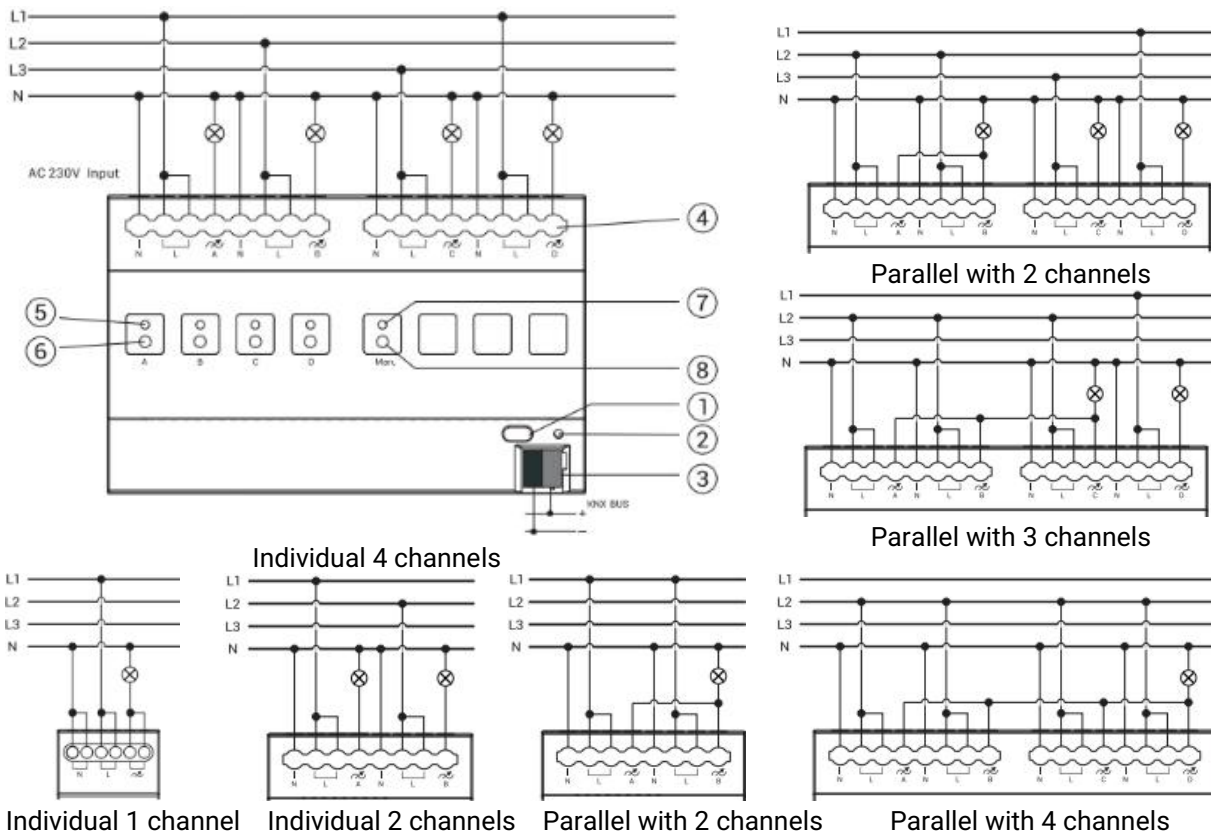 L1
L2
L3
N
AC 230V Input
N L A N L B N L C N L D
④
⑤
⑥
A B C D Man.
⑦
⑧
①
②
③
KNX BUS
+
−
Individual 4 channels
L1
L2
L3
N
N L A N L B N L C N L D
Parallel with 2 channels
L1
L2
L3
N
N L A N L B N L C N L D
Parallel with 3 channels
L1
L2
L3
N
N L
Individual 1 channel
L1
L2
L3
N
N L A N L B
Individual 2 channels
L1
L2
L3
N
N L A N L B
Parallel with 2 channels
L1
L2
L3
N
N L A N L B N L C N L D
Parallel with 4 channels